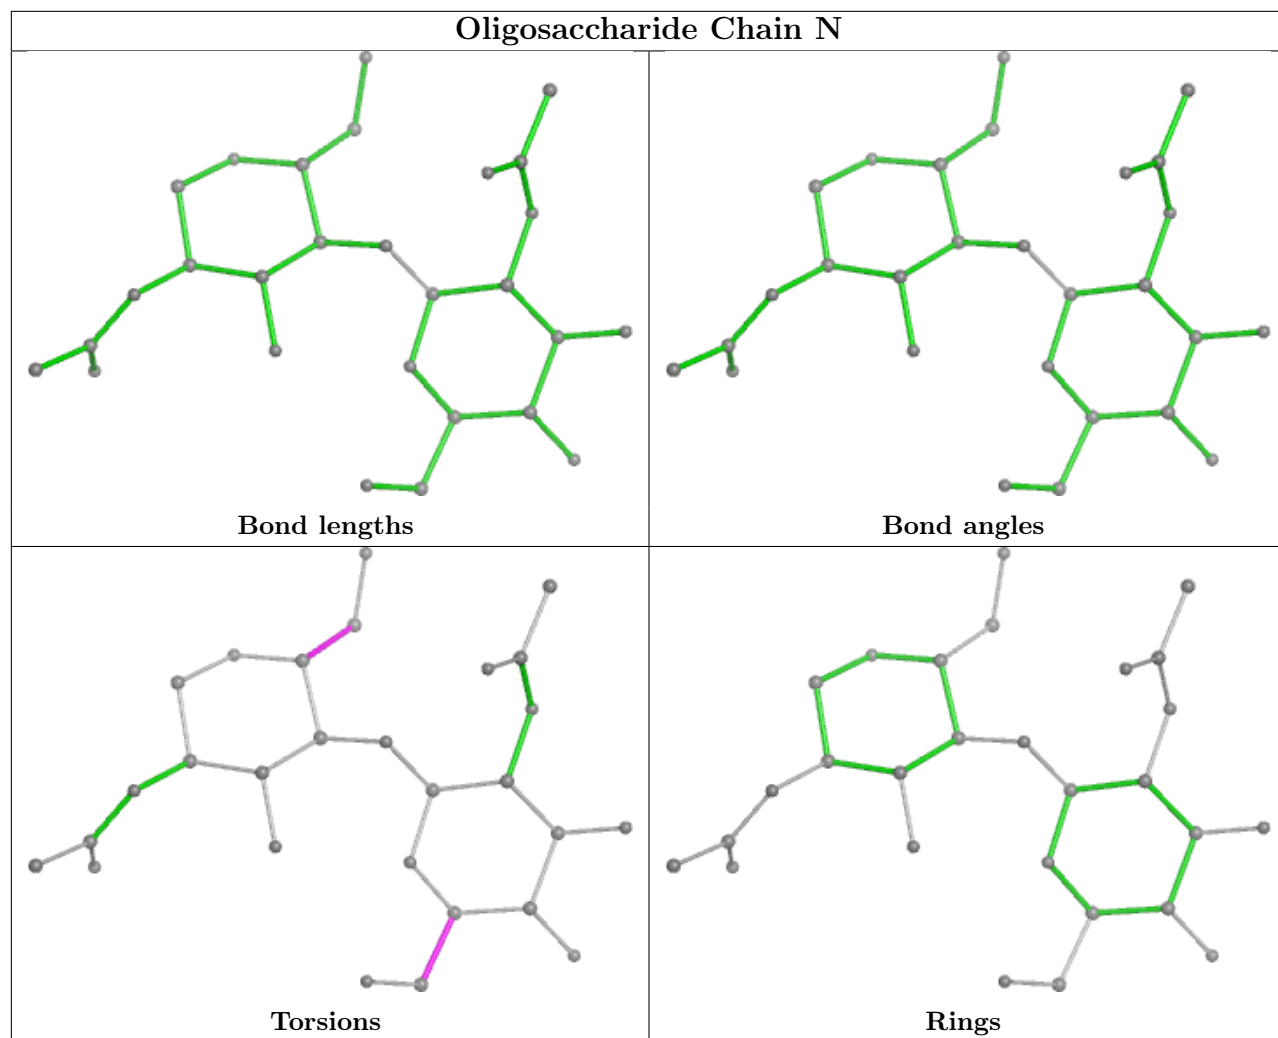 Oligosaccharide Chain N
Bond lengths
Bond angles
Torsions
Rings